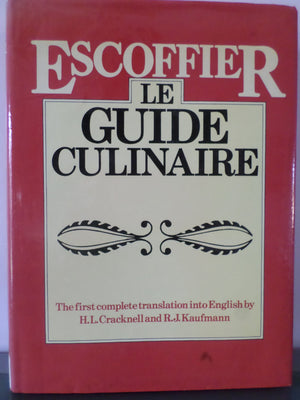 ESCOFFIER
LE
GUIDE
CULINAIRE
The first complete translation into English by
H.L.Cracknell and R.J.Kaufmann